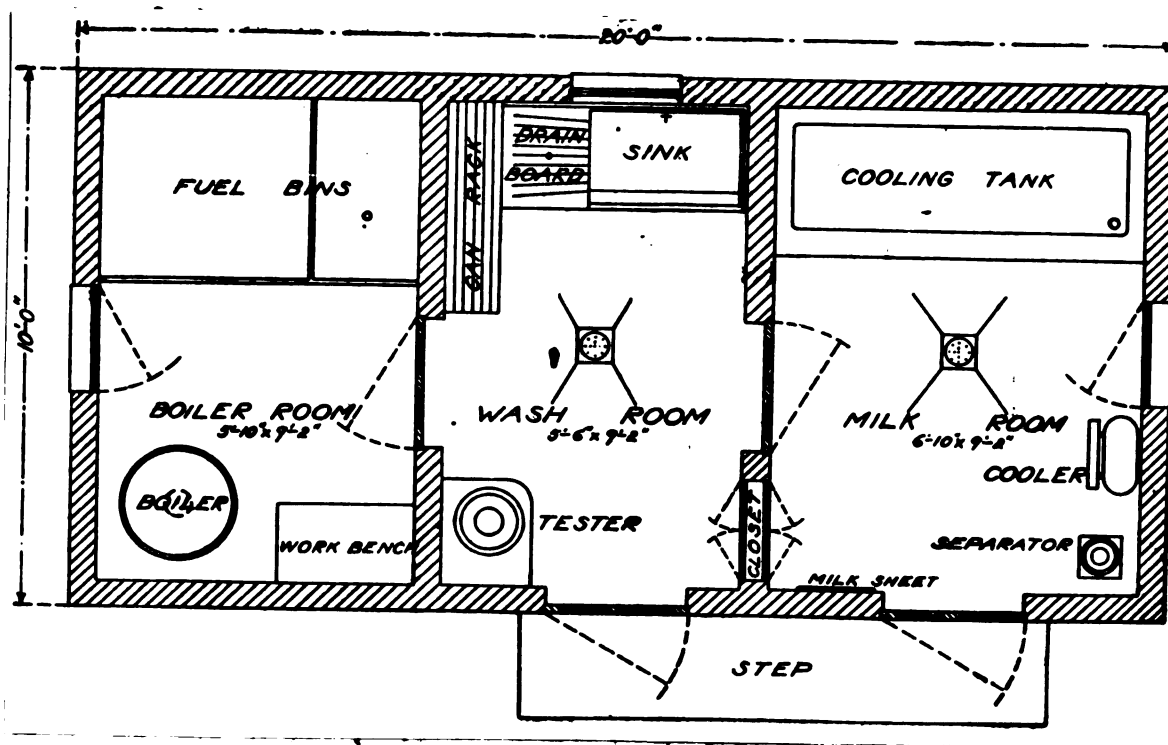 20'-0"
10'-0"
FUEL BINS
CAN RACK
DRAIN
BOARD
SINK
COOLING TANK
BOILER ROOM
5'-10" x 9'-2"
WASH ROOM
5'-6" x 9'-2"
MILK ROOM
6'-10" x 9'-2"
COOLER
BOILER
WORK BENCH
TESTER
CLOSET
SEPARATOR
MILK SHEET
STEP